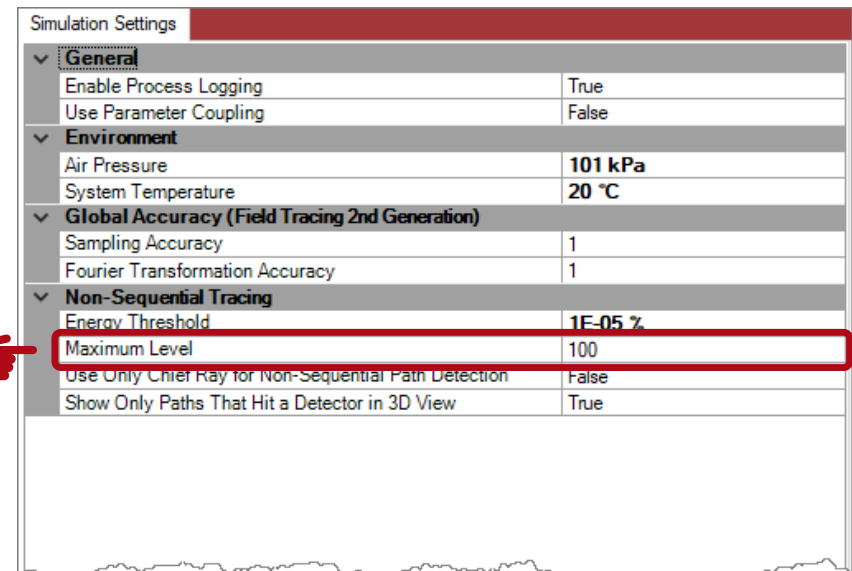 Simulation Settings
General
Enable Process Logging True
Use Parameter Coupling False
Environment
Air Pressure 101 kPa
System Temperature 20 °C
Global Accuracy (Field Tracing 2nd Generation)
Sampling Accuracy 1
Fourier Transformation Accuracy 1
Non-Sequential Tracing
Energy Threshold 1E-05 %
Maximum Level 100
Use Only Chief Ray for Non-Sequential Path Detection False
Show Only Paths That Hit a Detector in 3D View True